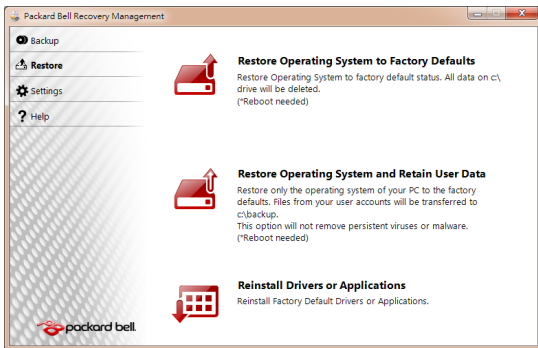 Packard Bell Recovery Management
Backup
Restore
Settings
? Help
Restore Operating System to Factory Defaults
Restore Operating System to factory default status. All data on c:\
drive will be deleted.
(*Reboot needed)
Restore Operating System and Retain User Data
Restore only the operating system of your PC to the factory
defaults. Files from your user accounts will be transferred to
c:\backup.
This option will not remove persistent viruses or malware.
(*Reboot needed)
Reinstall Drivers or Applications
Reinstall Factory Default Drivers or Applications.
packard bell.